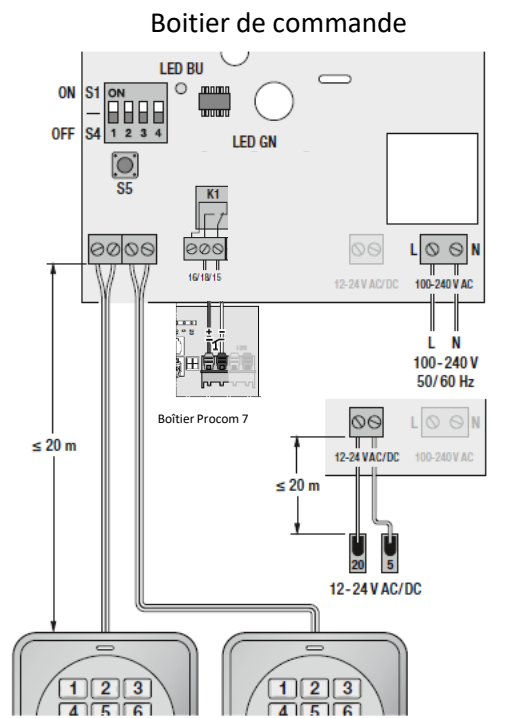 Boitier de commande
LED BU
ON S1 ON
OFF S4 1 2 3 4
LED GN
S5
K1
L N
16/18/15
12-24 V AC/DC 100-240 V AC
+ -
1
L N
100-240 V
50/60 Hz
Boîtier Procom 7
L N
≤ 20 m
12-24 V AC/DC 100-240 V AC
≤ 20 m
20 5
12-24 V AC/DC
1 2 3 1 2 3
4 5 6 4 5 6